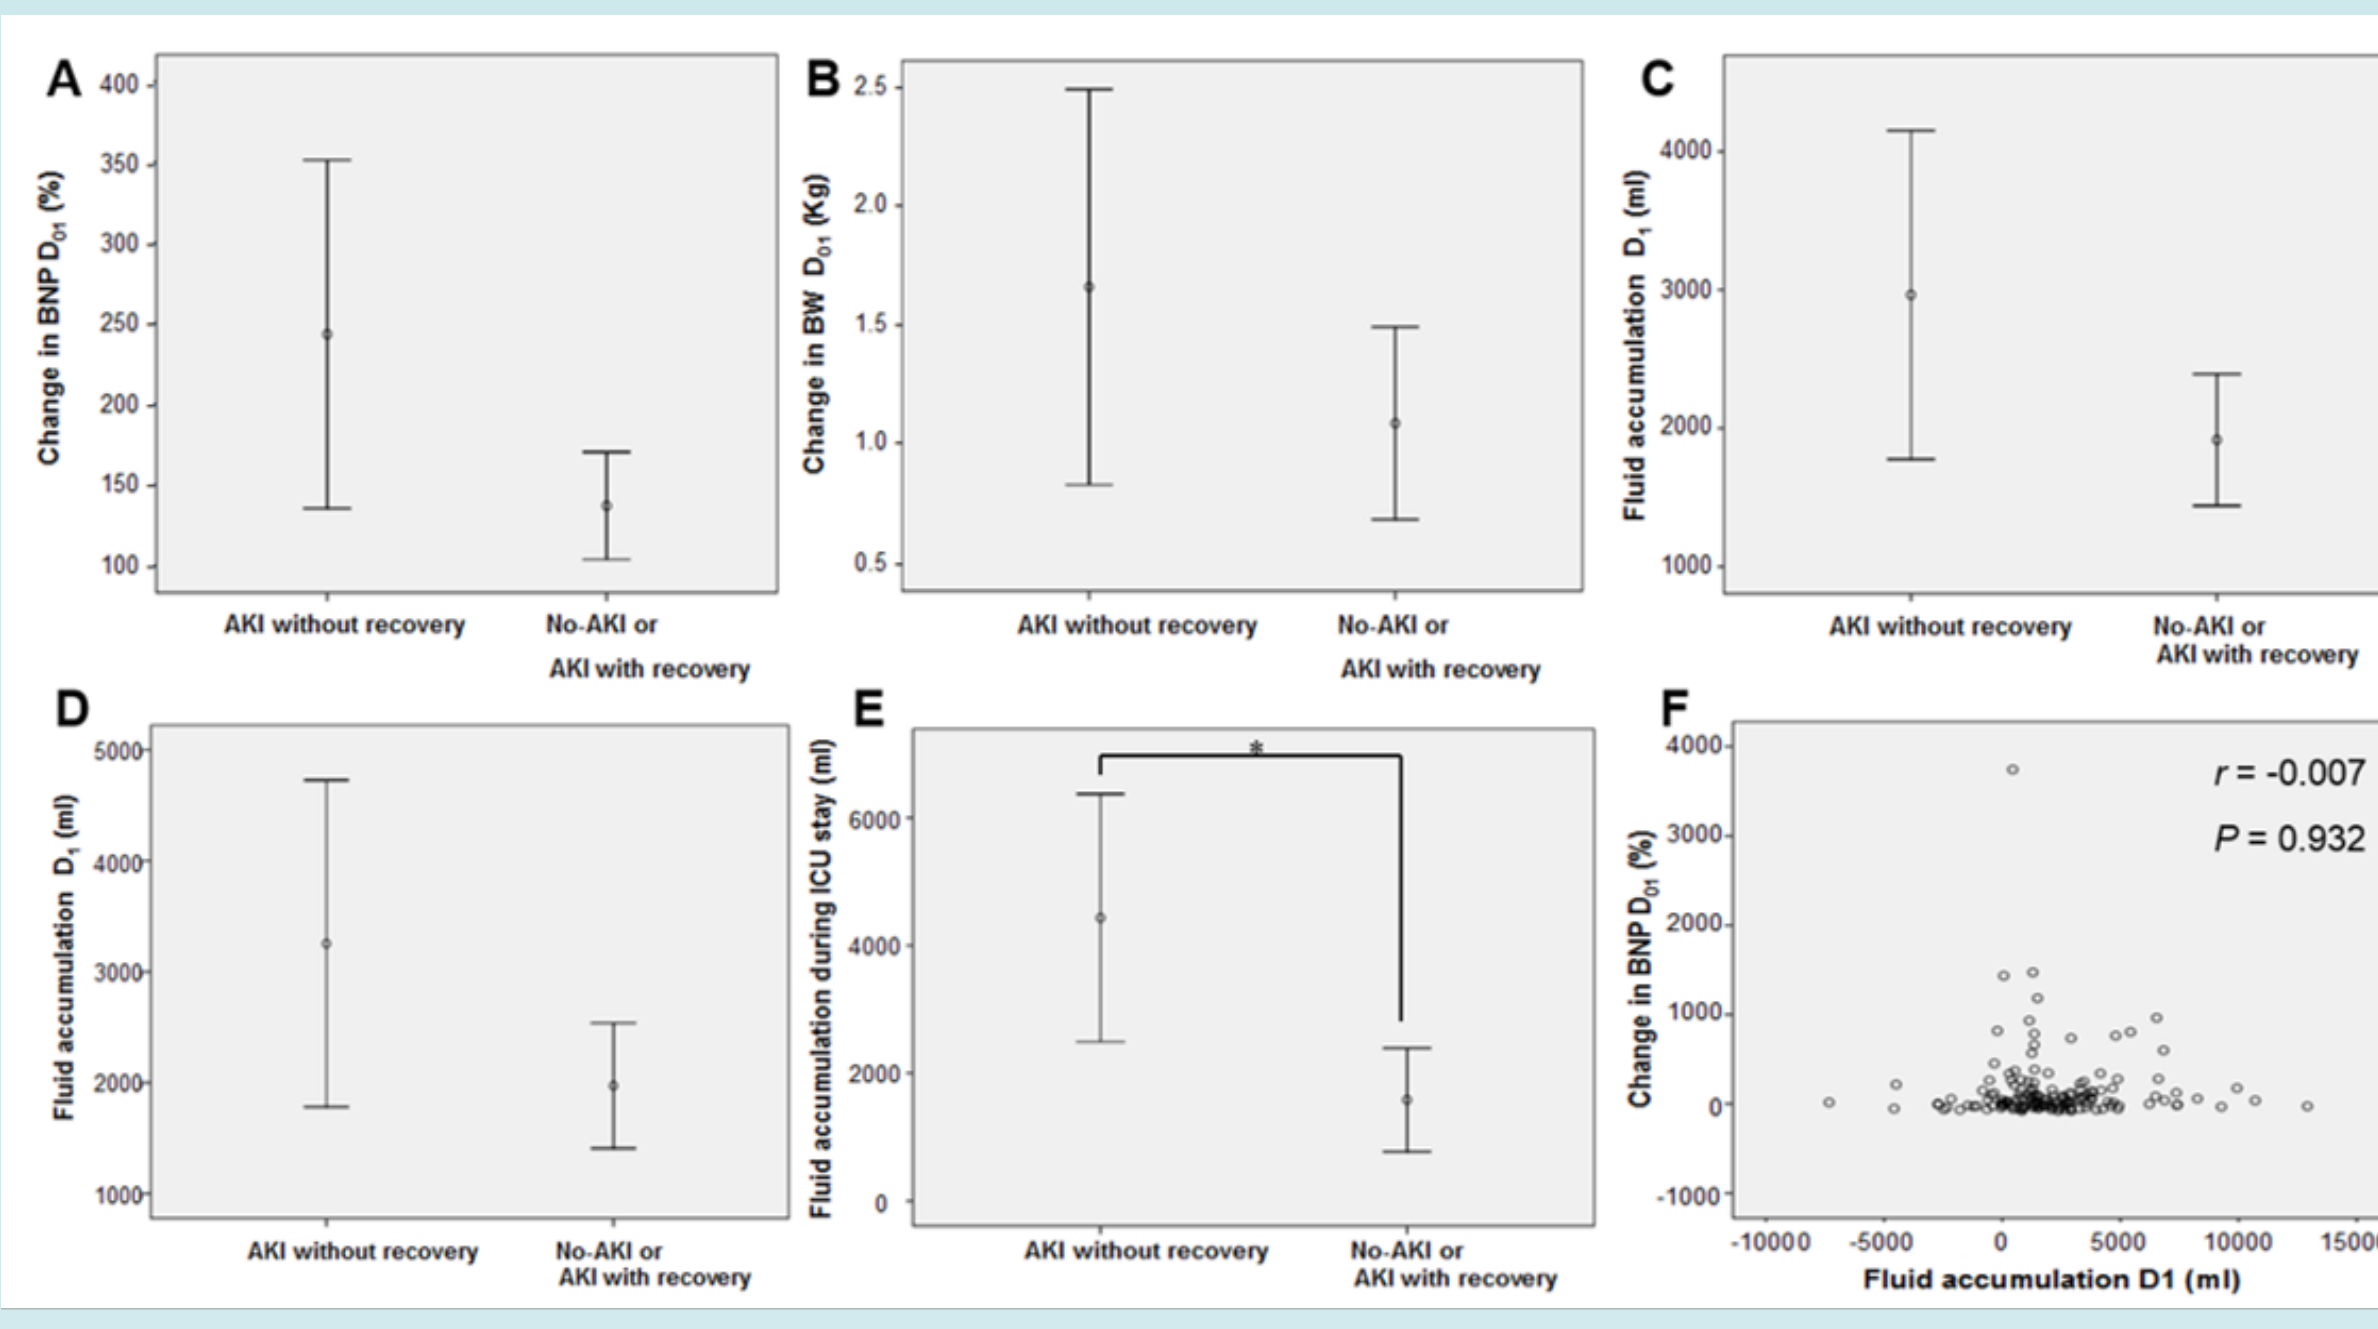 A
400
350
300
250
200
150
100
Change in BNP D01 (%)
AKI without recovery
No-AKI or
AKI with recovery
B
2.5
2.0
1.5
1.0
0.5
Change in BW D01 (Kg)
AKI without recovery
No-AKI or
AKI with recovery
C
4000
3000
2000
1000
Fluid accumulation D1 (ml)
AKI without recovery
No-AKI or
AKI with recovery
D
5000
4000
3000
2000
1000
Fluid accumulation D1 (ml)
AKI without recovery
No-AKI or
AKI with recovery
E
*
6000
4000
2000
0
Fluid accumulation during ICU stay (ml)
AKI without recovery
No-AKI or
AKI with recovery
F
4000
3000
2000
1000
0
-1000
Change in BNP D01 (%)
r = -0.007
P = 0.932
-10000 -5000 0 5000 10000
Fluid accumulation D1 (ml)